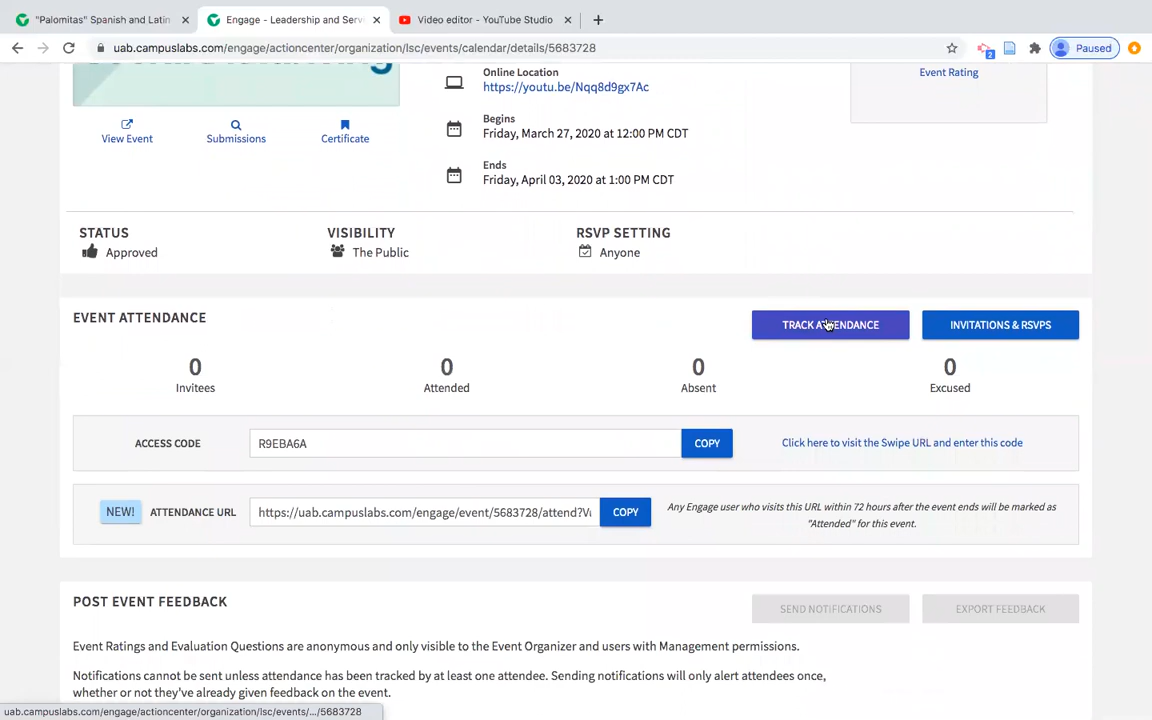 "Palomitas" Spanish and Latin
Engage - Leadership and Serv
Video editor - YouTube Studio
uab.campuslabs.com/engage/actioncenter/organization/lsc/events/calendar/details/5683728
2
Paused
Online Location
https://youtu.be/Nqq8d9gx7Ac
Event Rating
Begins
Friday, March 27, 2020 at 12:00 PM CDT
View Event
Submissions
Certificate
Ends
Friday, April 03, 2020 at 1:00 PM CDT
STATUS
Approved
VISIBILITY
The Public
RSVP SETTING
Anyone
EVENT ATTENDANCE
TRACK ATTENDANCE
INVITATIONS & RSVPS
0
Invitees
0
Attended
0
Absent
0
Excused
ACCESS CODE
R9EBA6A
COPY
Click here to visit the Swipe URL and enter this code
NEW!
ATTENDANCE URL
https://uab.campuslabs.com/engage/event/5683728/attend?V
COPY
Any Engage user who visits this URL within 72 hours after the event ends will be marked as
"Attended" for this event.
POST EVENT FEEDBACK
SEND NOTIFICATIONS
EXPORT FEEDBACK
Event Ratings and Evaluation Questions are anonymous and only visible to the Event Organizer and users with Management permissions.
Notifications cannot be sent unless attendance has been tracked by at least one attendee. Sending notifications will only alert attendees once,
whether or not they've already given feedback on the event.
uab.campuslabs.com/engage/actioncenter/organization/lsc/events/.../5683728